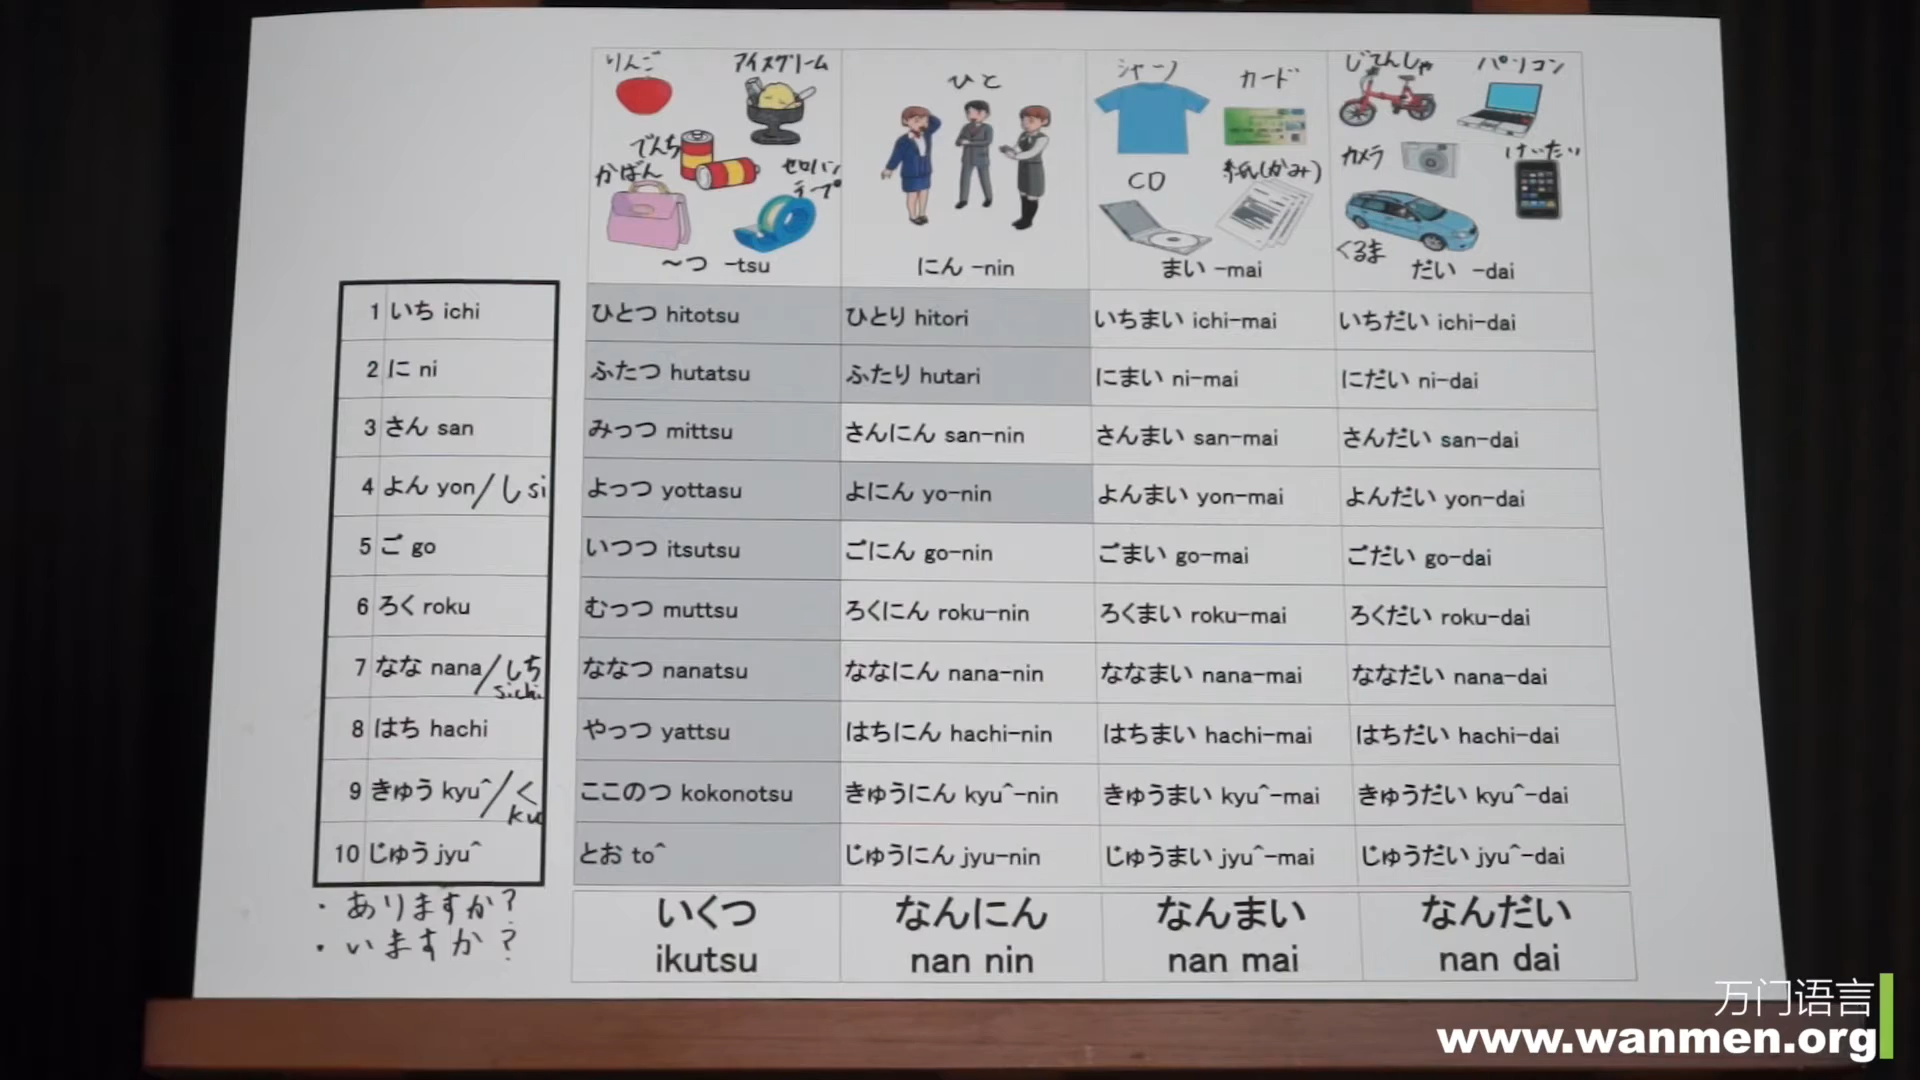 りんご アイスクリーム
でんち
かばん セロハン
テープ
～つ -tsu
ひと
にん -nin
シャーツ カード
CD 紙(かみ)
まい -mai
じてんしゃ パソコン
カメラ けいたい
くるま
だい -dai
1 いち ichi ひとつ hitotsu ひとり hitori いちまい ichi-mai いちだい ichi-dai
2 に ni ふたつ hutatsu ふたり hutari にまい ni-mai にだい ni-dai
3 さん san みっつ mittsu さんにん san-nin さんまい san-mai さんだい san-dai
4 よん yon/し si よっつ yottasu よにん yo-nin よんまい yon-mai よんだい yon-dai
5 ご go いつつ itsutsu ごにん go-nin ごまい go-mai ごだい go-dai
6 ろく roku むっつ muttsu ろくにん roku-nin ろくまい roku-mai ろくだい roku-dai
7 なな nana/しち sichi ななつ nanatsu ななにん nana-nin ななまい nana-mai ななだい nana-dai
8 はち hachi やっつ yattsu はちにん hachi-nin はちまい hachi-mai はちだい hachi-dai
9 きゅう kyu^/く ku ここのつ kokonotsu きゅうにん kyu^-nin きゅうまい kyu^-mai きゅうだい kyu^-dai
10 じゅう jyu^ とお to^ じゅうにん jyu-nin じゅうまい jyu^-mai じゅうだい jyu^-dai
・ありますか?
・いますか?
いくつ なんにん なんまい なんだい
ikutsu nan nin nan mai nan dai
万门语言
www.wanmen.org